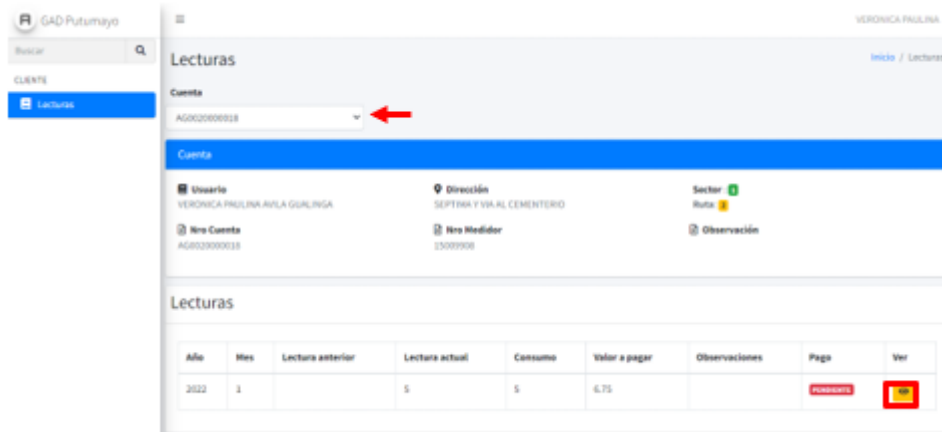 GAD Putumayo
VERONICA PAULINA
Buscar
Lecturas
Inicio / Lecturas
CLIENTE
Lecturas
Cuenta
AG0020000018
Cuenta
Usuario
Dirección
Sector
VERONICA PAULINA AVILA GUALINGA
SEPTIMA Y VIA AL CEMENTERIO
Ruta
Nro Cuenta
Nro Medidor
Observación
AG0020000018
15009908
Lecturas
Año Mes Lectura anterior Lectura actual Consumo Valor a pagar Observaciones Pago Ver
2022 1 5 5 6.75 PENDIENTE